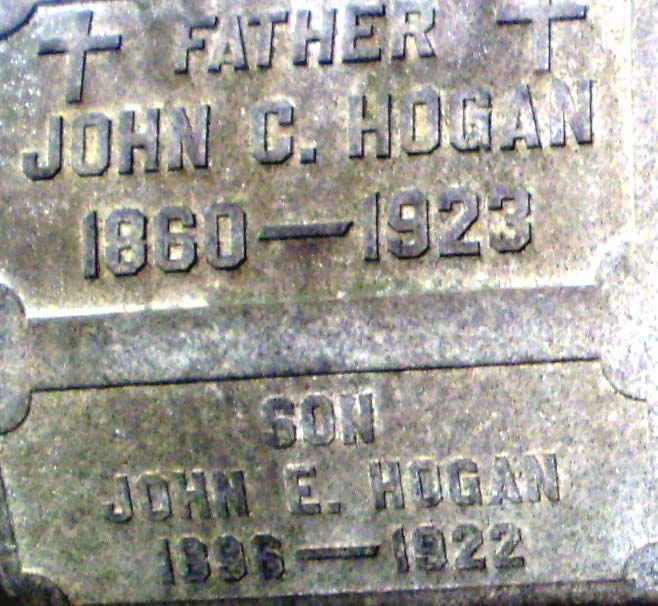 FATHER
JOHN C. HOGAN
1860—1923
SON
JOHN E. HOGAN
1896—1922